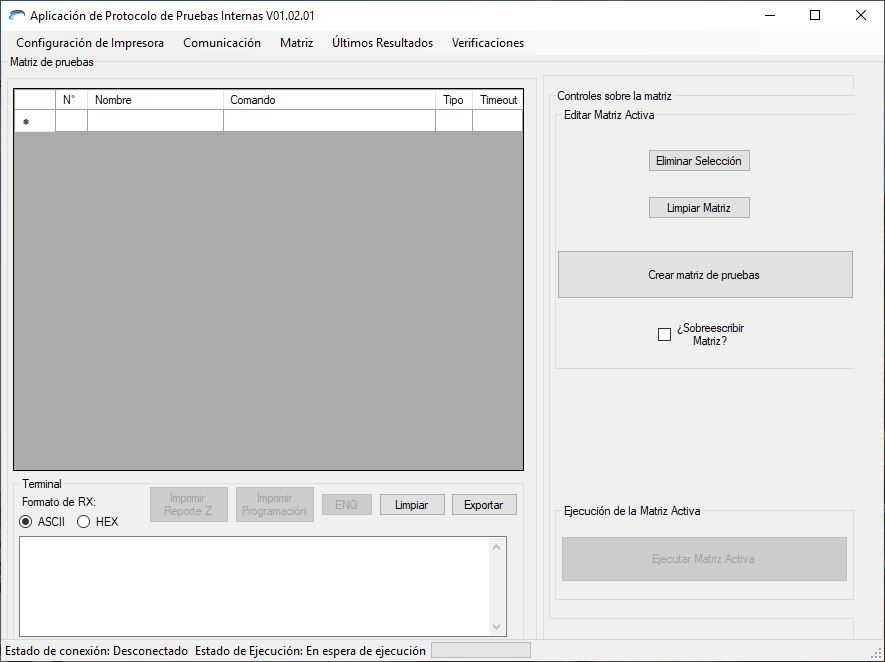 Aplicación de Protocolo de Pruebas Internas V01.02.01
Configuración de Impresora Comunicación Matriz Últimos Resultados Verificaciones
Matriz de pruebas
N° Nombre Comando Tipo Timeout
Controles sobre la matriz
Editar Matriz Activa
Eliminar Selección
Limpiar Matriz
Crear matriz de pruebas
¿Sobreescribir
Matriz?
Terminal
Formato de RX:
ASCII HEX
Imprimir
Reporte Z
Imprimir
Programación
ENQ
Limpiar
Exportar
Ejecución de la Matriz Activa
Ejecutar Matriz Activa
Estado de conexión: Desconectado Estado de Ejecución: En espera de ejecución